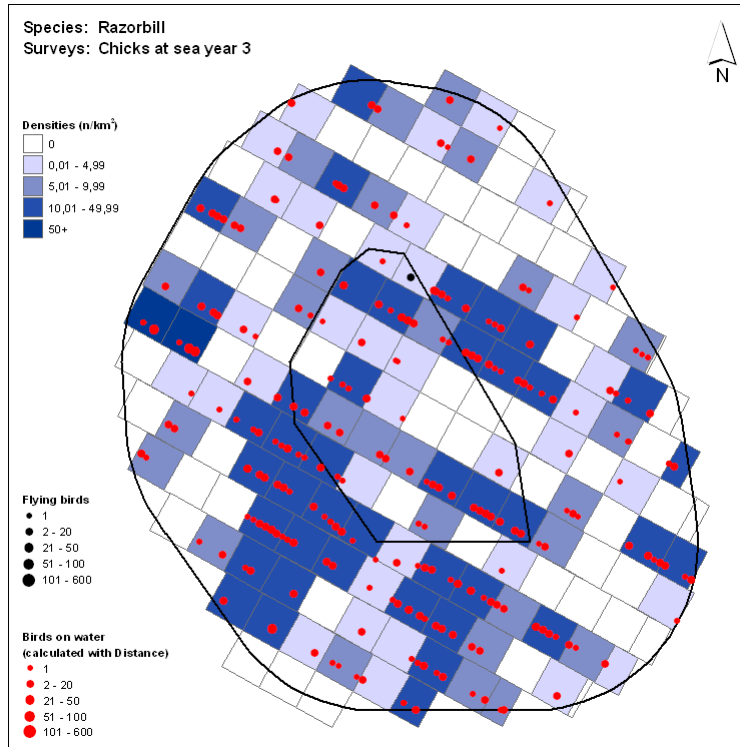 Species: Razorbill
Surveys: Chicks at sea year 3
N
Densities (n/km²)
0
0,01 - 4,99
5,01 - 9,99
10,01 - 49,99
50+
Flying birds
1
2 - 20
21 - 50
51 - 100
101 - 600
Birds on water
(calculated with Distance)
1
2 - 20
21 - 50
51 - 100
101 - 600